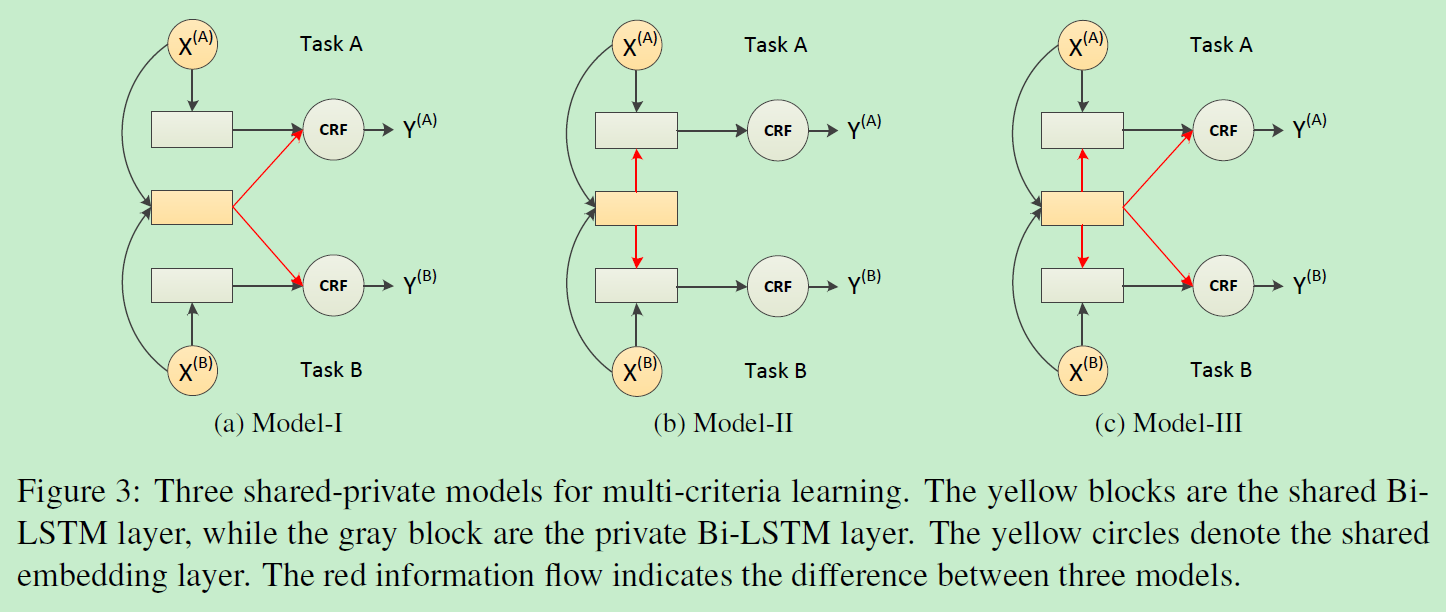 X(A) Task A X(A) Task A X(A) Task A
CRF Y(A) CRF Y(A) CRF Y(A)
CRF Y(B) CRF Y(B) CRF Y(B)
X(B) Task B X(B) Task B X(B) Task B
(a) Model-I (b) Model-II (c) Model-III
Figure 3: Three shared-private models for multi-criteria learning. The yellow blocks are the shared Bi-
LSTM layer, while the gray block are the private Bi-LSTM layer. The yellow circles denote the shared
embedding layer. The red information flow indicates the difference between three models.